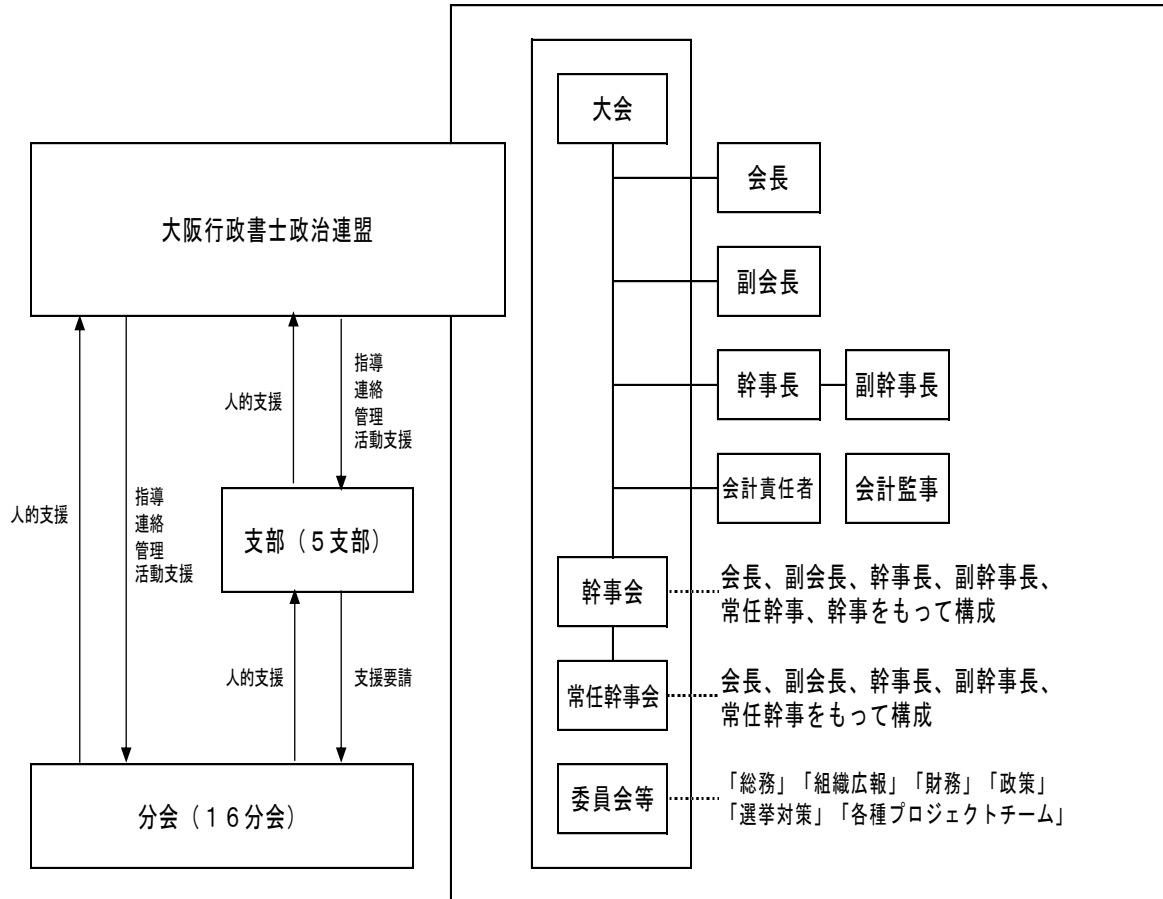 大会
会長
大阪行政書士政治連盟
副会長
幹事長
副幹事長
人的支援
指導
連絡
管理
活動支援
会計責任者
会計監事
人的支援
指導
連絡
管理
活動支援
支部（５支部）
幹事会
会長、副会長、幹事長、副幹事長、
常任幹事、幹事をもって構成
人的支援
支援要請
常任幹事会
会長、副会長、幹事長、副幹事長、
常任幹事をもって構成
分会（１６分会）
委員会等
「総務」「組織広報」「財務」「政策」
「選挙対策」「各種プロジェクトチーム」